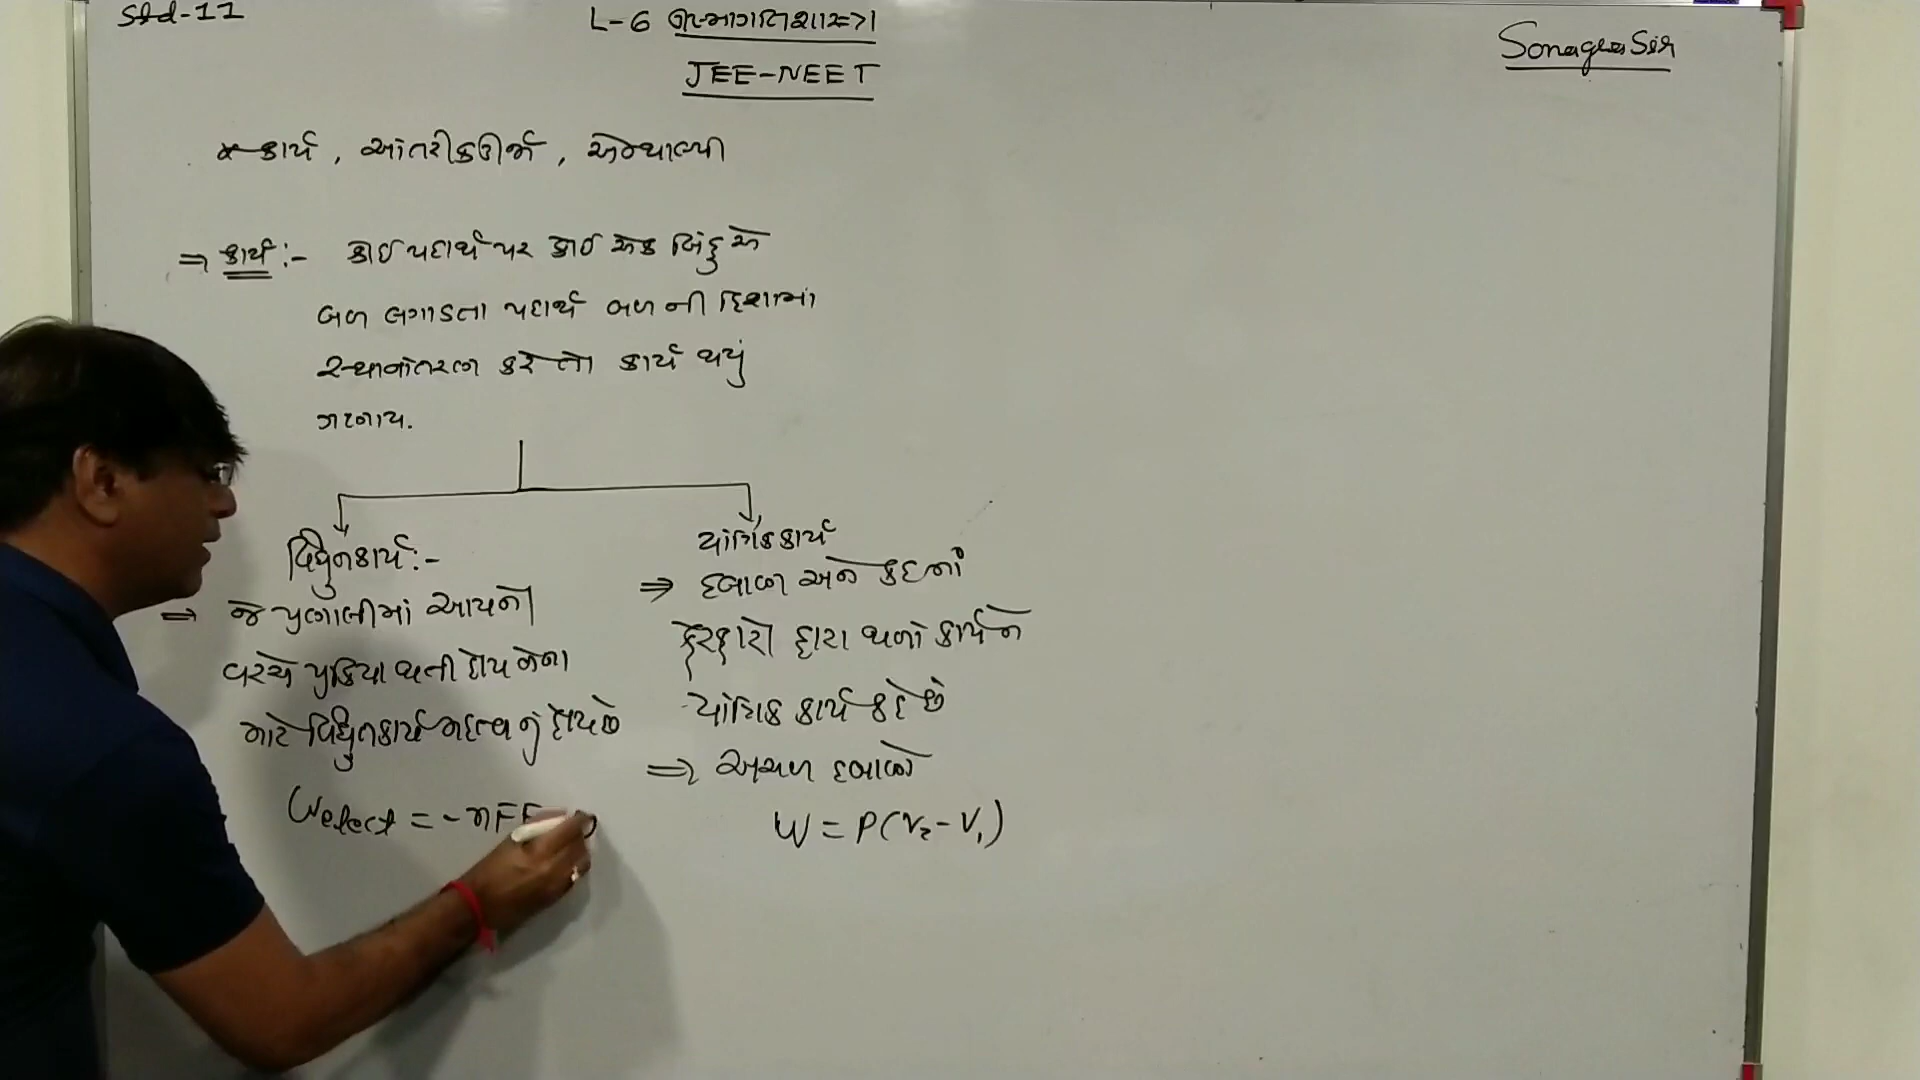 Std-11
L-6 ઉષ્માગતિશાસ્ત્ર
JEE-NEET
Sonagra Sir
* કાર્ય, આંતરીકઊર્જા, એન્થાલ્પી
⇒ કાર્ય :- કોઈ પદાર્થ પર કોઈ એક બિંદુ એ
બળ લગાડતા પદાર્થ બળ ની દિશામાં
સ્થાનાંતરણ કરે તો કાર્ય થયું
ગણાય.
વિધુતકાર્ય:-
⇒ જે પ્રણાલીમાં આયનો
વચ્ચે પ્રક્રિયા થતી હોય તેના
માટે વિધુતકાર્ય મહત્વ નું હોય છે
Welect = -nFE
યાંત્રિક કાર્ય
⇒ દબાણ અને કદના
ફેરફારો દ્વારા થતા કાર્યને
યાંત્રિક કાર્ય કહે છે
⇒ અચળ દબાણે
W = P(V₂-V₁)